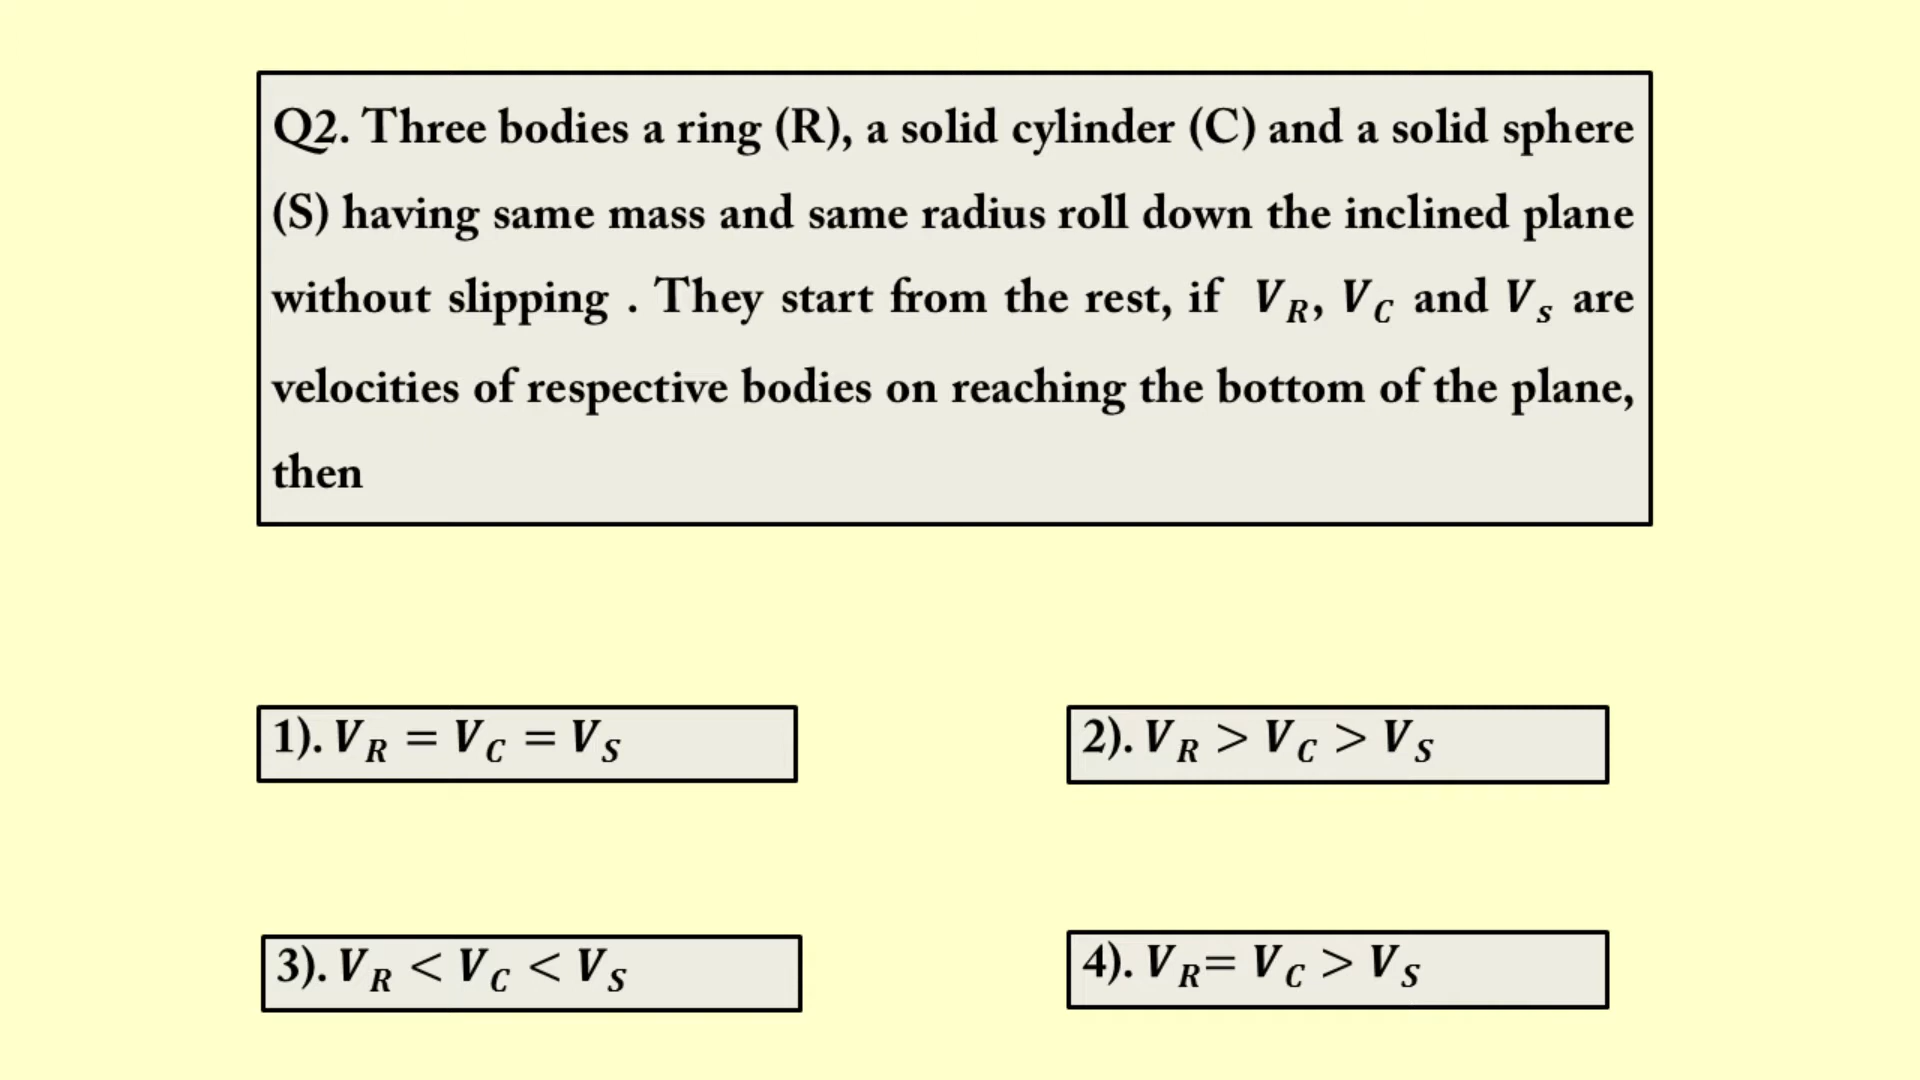 Q2. Three bodies a ring (R), a solid cylinder (C) and a solid sphere
(S) having same mass and same radius roll down the inclined plane
without slipping . They start from the rest, if V_R, V_C and V_s are
velocities of respective bodies on reaching the bottom of the plane,
then
1). V_R = V_C = V_S
2). V_R > V_C > V_S
3). V_R < V_C < V_S
4). V_R= V_C > V_S